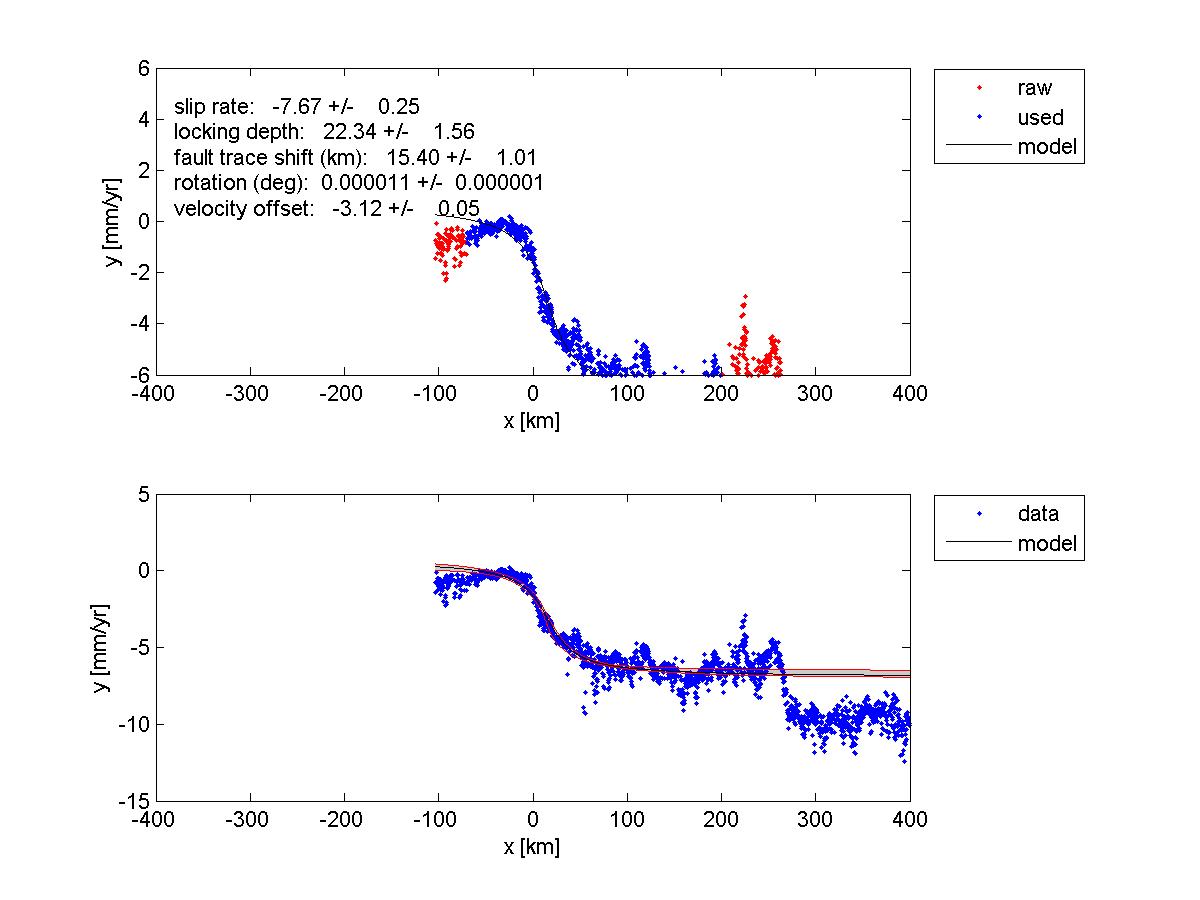 6
4
2
0
-2
-4
-6
y [mm/yr]
slip rate: -7.67 +/- 0.25
locking depth: 22.34 +/- 1.56
fault trace shift (km): 15.40 +/- 1.01
rotation (deg): 0.000011 +/- 0.000001
velocity offset: -3.12 +/- 0.05
-400 -300 -200 -100 0 100 200 300 400
x [km]
raw
used
model
5
0
-5
-10
-15
y [mm/yr]
-400 -300 -200 -100 0 100 200 300 400
x [km]
data
model